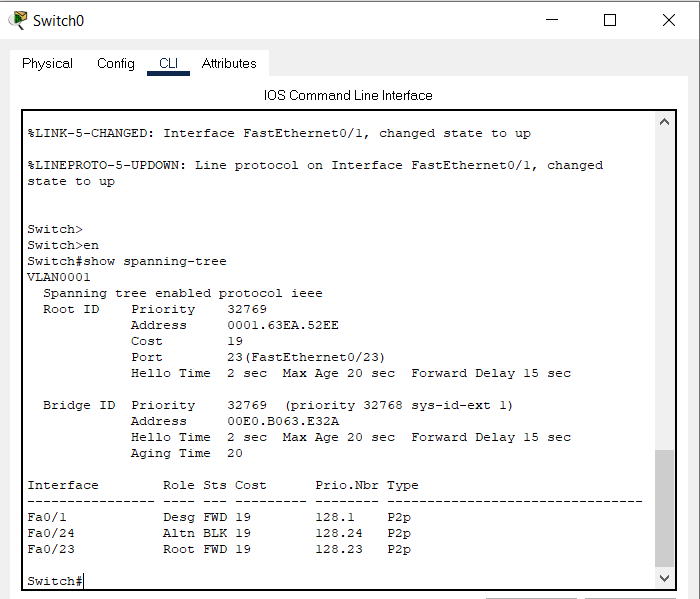 Switch0
Physical Config CLI Attributes
IOS Command Line Interface
%LINK-5-CHANGED: Interface FastEthernet0/1, changed state to up
%LINEPROTO-5-UPDOWN: Line protocol on Interface FastEthernet0/1, changed
state to up
Switch>
Switch>en
Switch#show spanning-tree
VLAN0001
  Spanning tree enabled protocol ieee
  Root ID    Priority    32769
             Address     0001.63EA.52EE
             Cost        19
             Port        23(FastEthernet0/23)
             Hello Time  2 sec  Max Age 20 sec  Forward Delay 15 sec
  Bridge ID  Priority    32769  (priority 32768 sys-id-ext 1)
             Address     00E0.B063.E32A
             Hello Time  2 sec  Max Age 20 sec  Forward Delay 15 sec
             Aging Time  20
Interface        Role Sts Cost      Prio.Nbr Type
---------------- ---- --- --------- -------- --------------------------------
Fa0/1            Desg FWD 19        128.1    P2p
Fa0/24           Altn BLK 19        128.24   P2p
Fa0/23           Root FWD 19        128.23   P2p
Switch#